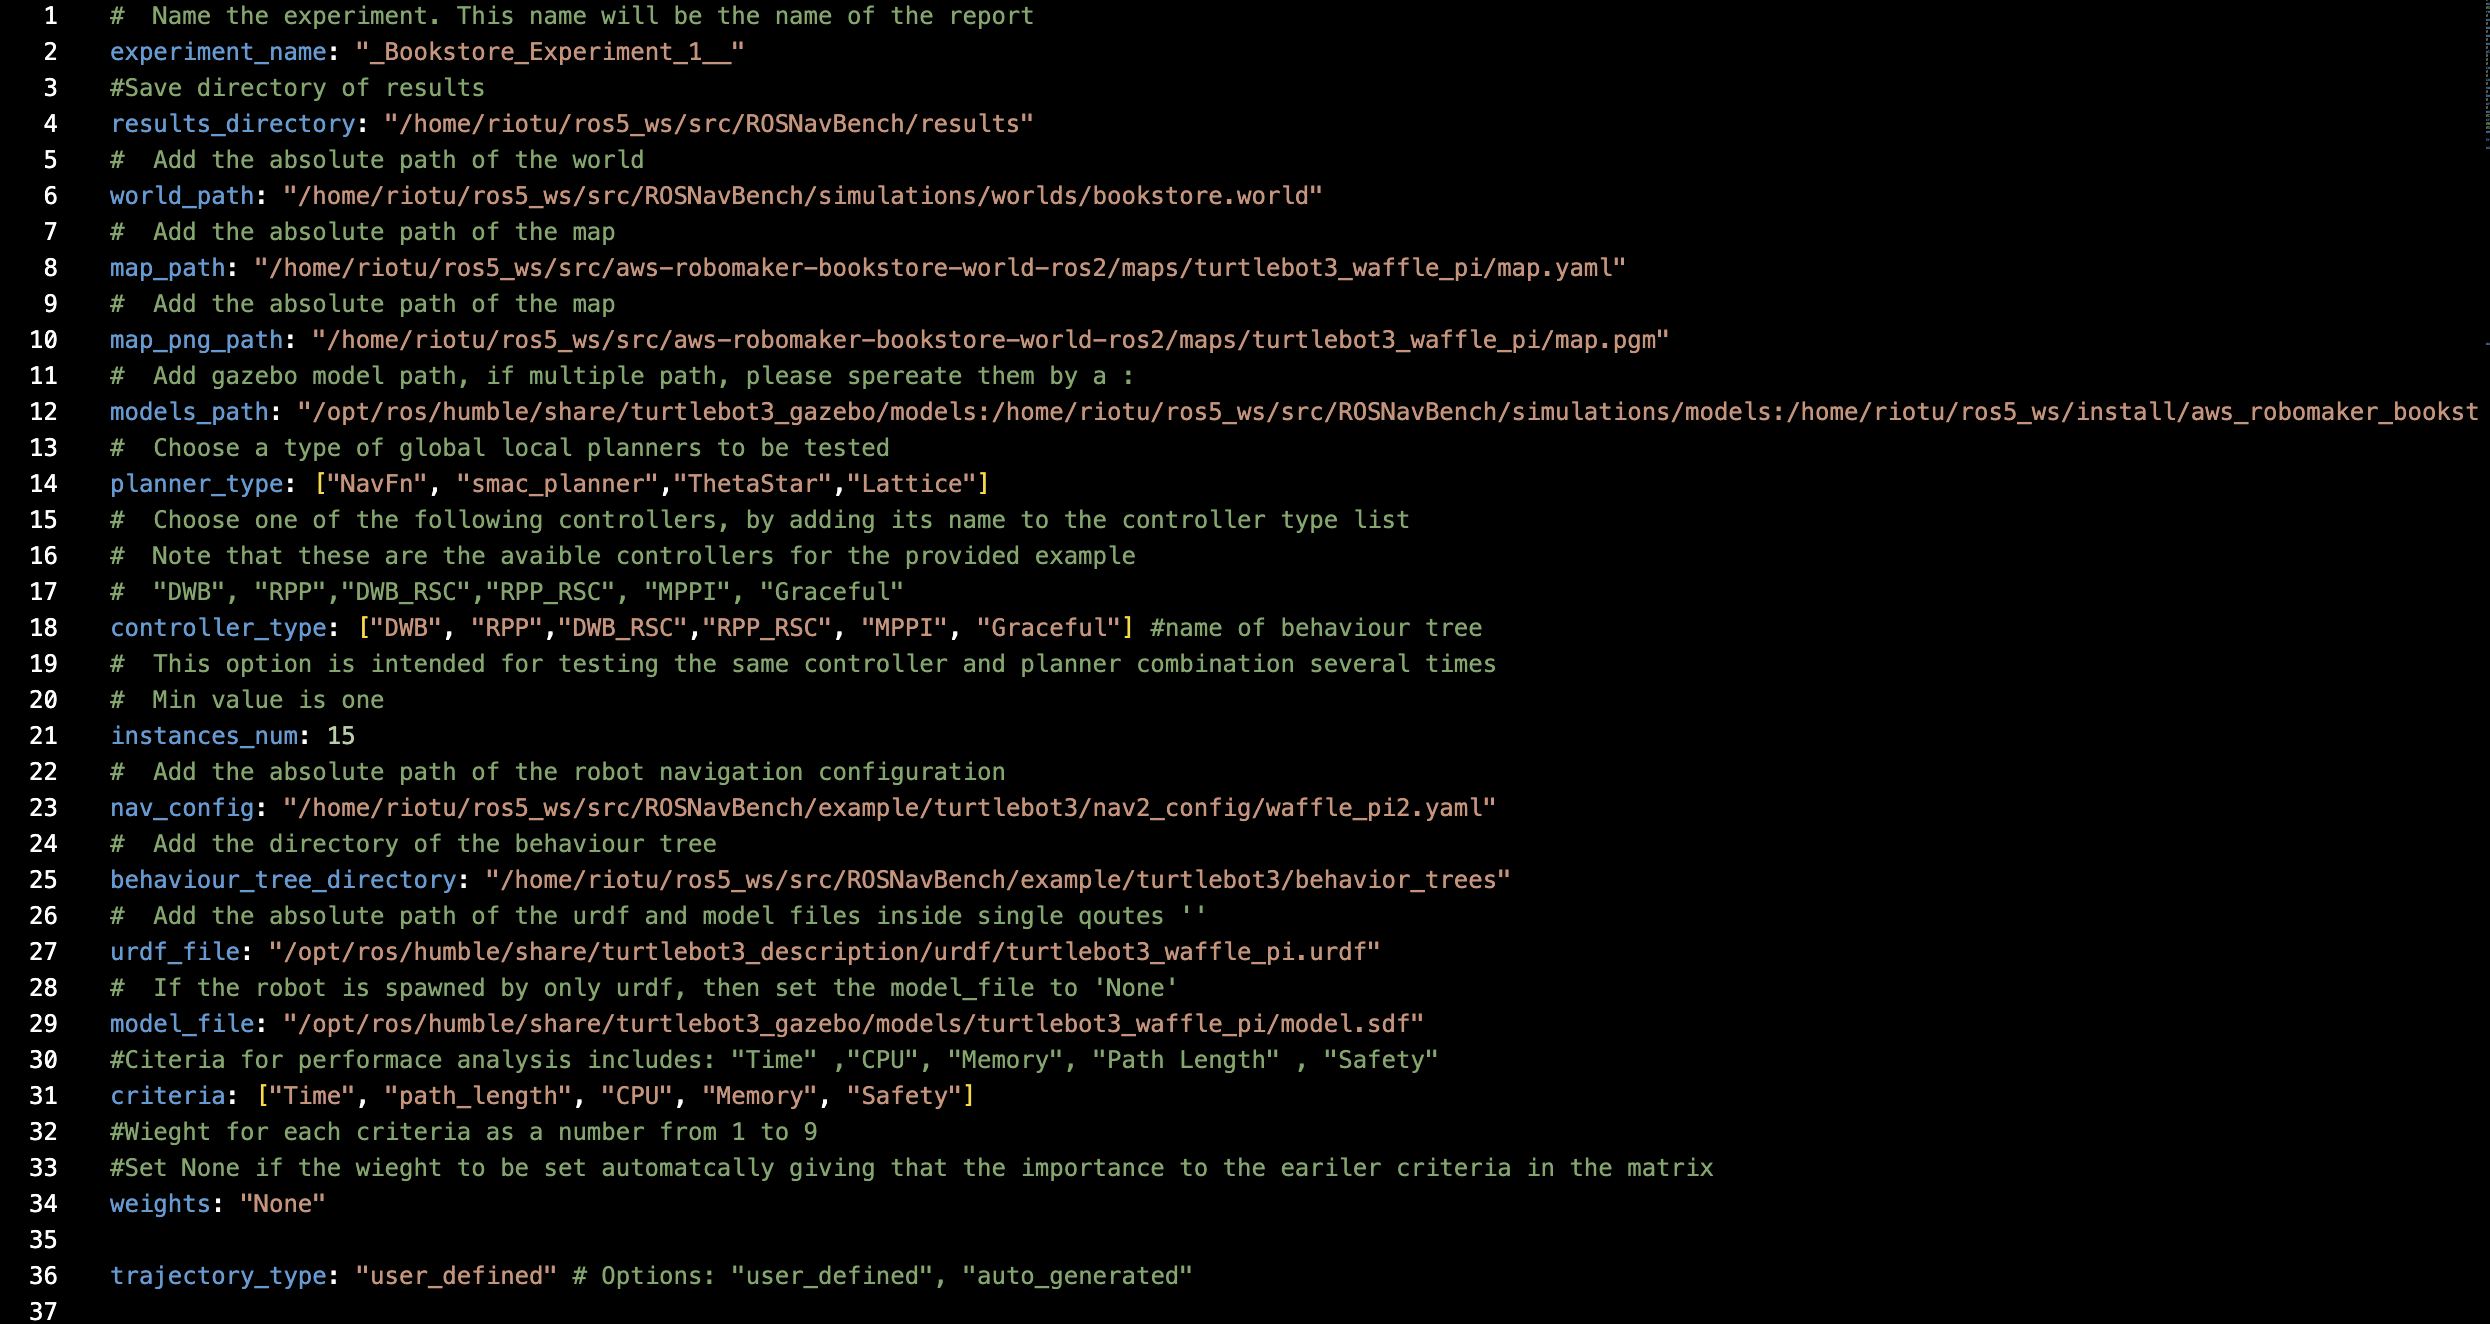 1 #  Name the experiment. This name will be the name of the report
2 experiment_name: "_Bookstore_Experiment_1__"
3 #Save directory of results
4 results_directory: "/home/riotu/ros5_ws/src/ROSNavBench/results"
5 #  Add the absolute path of the world
6 world_path: "/home/riotu/ros5_ws/src/ROSNavBench/simulations/worlds/bookstore.world"
7 #  Add the absolute path of the map
8 map_path: "/home/riotu/ros5_ws/src/aws-robomaker-bookstore-world-ros2/maps/turtlebot3_waffle_pi/map.yaml"
9 #  Add the absolute path of the map
10 map_png_path: "/home/riotu/ros5_ws/src/aws-robomaker-bookstore-world-ros2/maps/turtlebot3_waffle_pi/map.pgm"
11 #  Add gazebo model path, if multiple path, please spereate them by a :
12 models_path: "/opt/ros/humble/share/turtlebot3_gazebo/models:/home/riotu/ros5_ws/src/ROSNavBench/simulations/models:/home/riotu/ros5_ws/install/aws_robomaker_bookst
13 #  Choose a type of global local planners to be tested
14 planner_type: ["NavFn", "smac_planner","ThetaStar","Lattice"]
15 #  Choose one of the following controllers, by adding its name to the controller type list
16 #  Note that these are the avaible controllers for the provided example
17 #  "DWB", "RPP","DWB_RSC","RPP_RSC", "MPPI", "Graceful"
18 controller_type: ["DWB", "RPP","DWB_RSC","RPP_RSC", "MPPI", "Graceful"] #name of behaviour tree
19 #  This option is intended for testing the same controller and planner combination several times
20 #  Min value is one
21 instances_num: 15
22 #  Add the absolute path of the robot navigation configuration
23 nav_config: "/home/riotu/ros5_ws/src/ROSNavBench/example/turtlebot3/nav2_config/waffle_pi2.yaml"
24 #  Add the directory of the behaviour tree
25 behaviour_tree_directory: "/home/riotu/ros5_ws/src/ROSNavBench/example/turtlebot3/behavior_trees"
26 #  Add the absolute path of the urdf and model files inside single qoutes ''
27 urdf_file: "/opt/ros/humble/share/turtlebot3_description/urdf/turtlebot3_waffle_pi.urdf"
28 #  If the robot is spawned by only urdf, then set the model_file to 'None'
29 model_file: "/opt/ros/humble/share/turtlebot3_gazebo/models/turtlebot3_waffle_pi/model.sdf"
30 #Citeria for performace analysis includes: "Time" ,"CPU", "Memory", "Path Length" , "Safety"
31 criteria: ["Time", "path_length", "CPU", "Memory", "Safety"]
32 #Wieght for each criteria as a number from 1 to 9
33 #Set None if the wieght to be set automatcally giving that the importance to the eariler criteria in the matrix
34 weights: "None"
35
36 trajectory_type: "user_defined" # Options: "user_defined", "auto_generated"
37